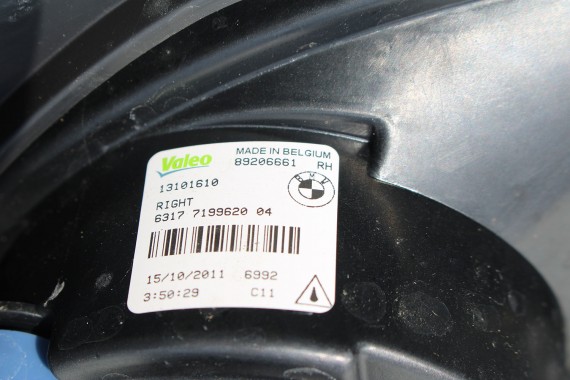 Valeo
MADE IN BELGIUM
89206661 RH
13101610
BMW
RIGHT
6317 7199620 04
15/10/2011 6992
3:50:29 C11